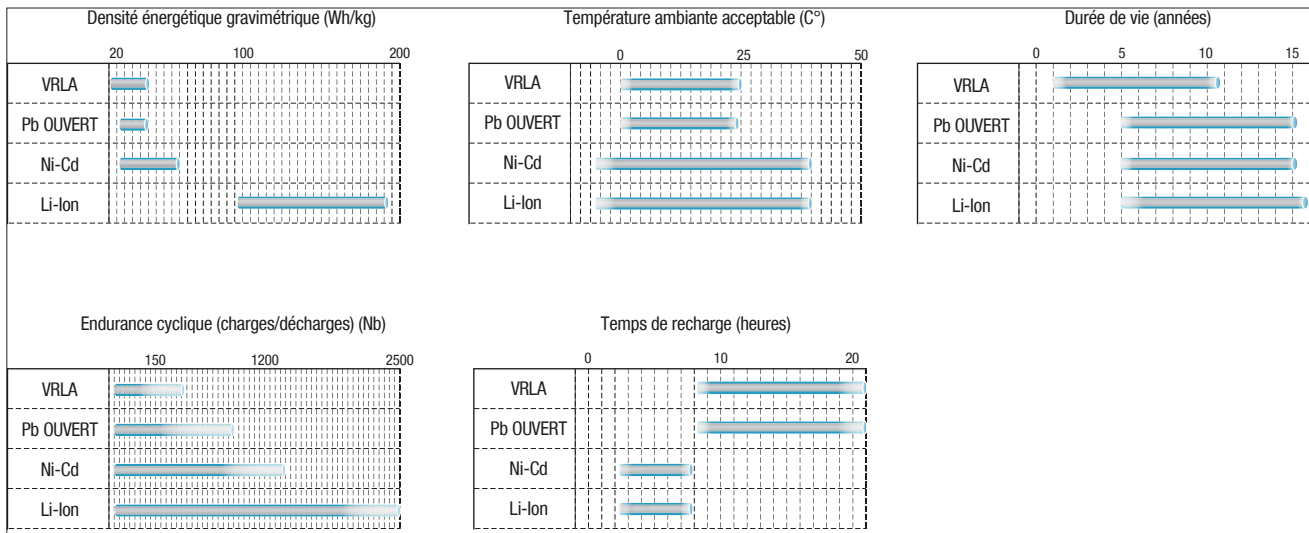 Densité énergétique gravimétrique (Wh/kg)
20 100 200
VRLA
Pb OUVERT
Ni-Cd
Li-Ion
Température ambiante acceptable (C°)
0 25 50
VRLA
Pb OUVERT
Ni-Cd
Li-Ion
Durée de vie (années)
0 5 10 15
VRLA
Pb OUVERT
Ni-Cd
Li-Ion
Endurance cyclique (charges/décharges) (Nb)
150 1200 2500
VRLA
Pb OUVERT
Ni-Cd
Li-Ion
Temps de recharge (heures)
0 10 20
VRLA
Pb OUVERT
Ni-Cd
Li-Ion